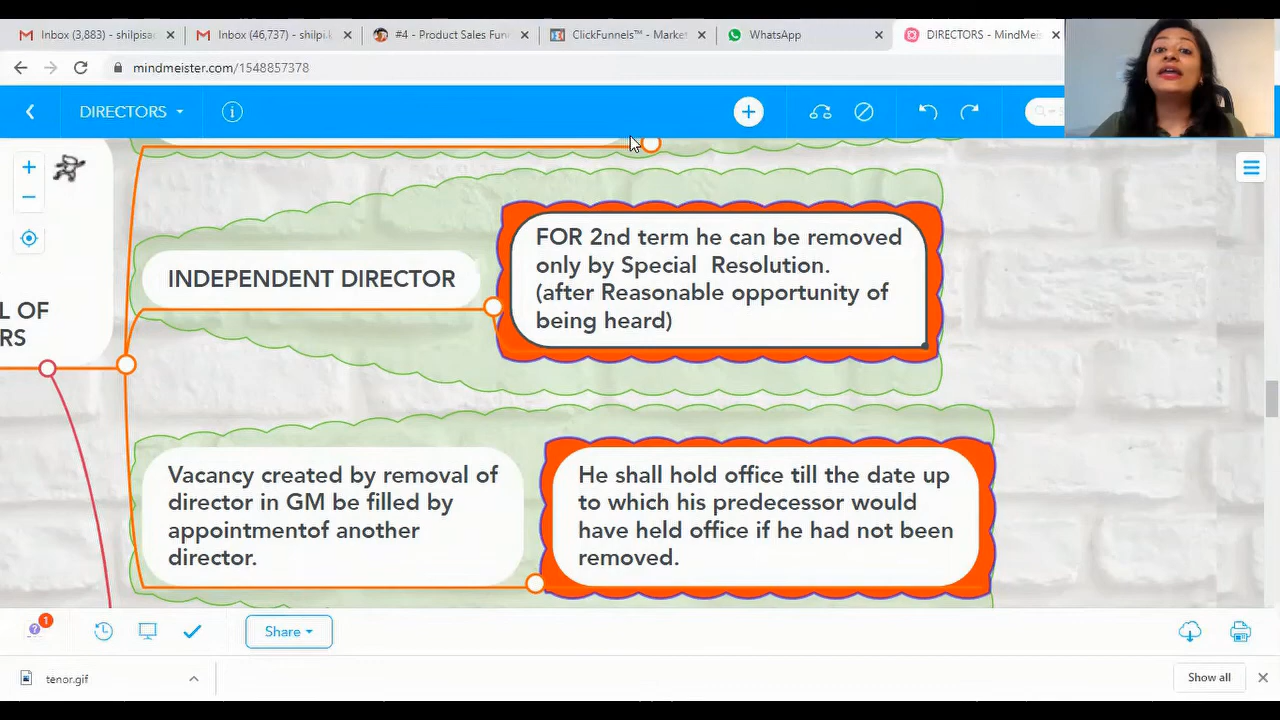 Inbox (3,883) - shilpisac
Inbox (46,737) - shilpi.k
#4 - Product Sales Fun
ClickFunnels™ - Market
WhatsApp
DIRECTORS - MindMeis
mindmeister.com/1548857378
DIRECTORS
INDEPENDENT DIRECTOR
FOR 2nd term he can be removed
only by Special Resolution.
(after Reasonable opportunity of
being heard)
L OF
RS
Vacancy created by removal of
director in GM be filled by
appointmentof another
director.
He shall hold office till the date up
to which his predecessor would
have held office if he had not been
removed.
1
Share
tenor.gif
Show all